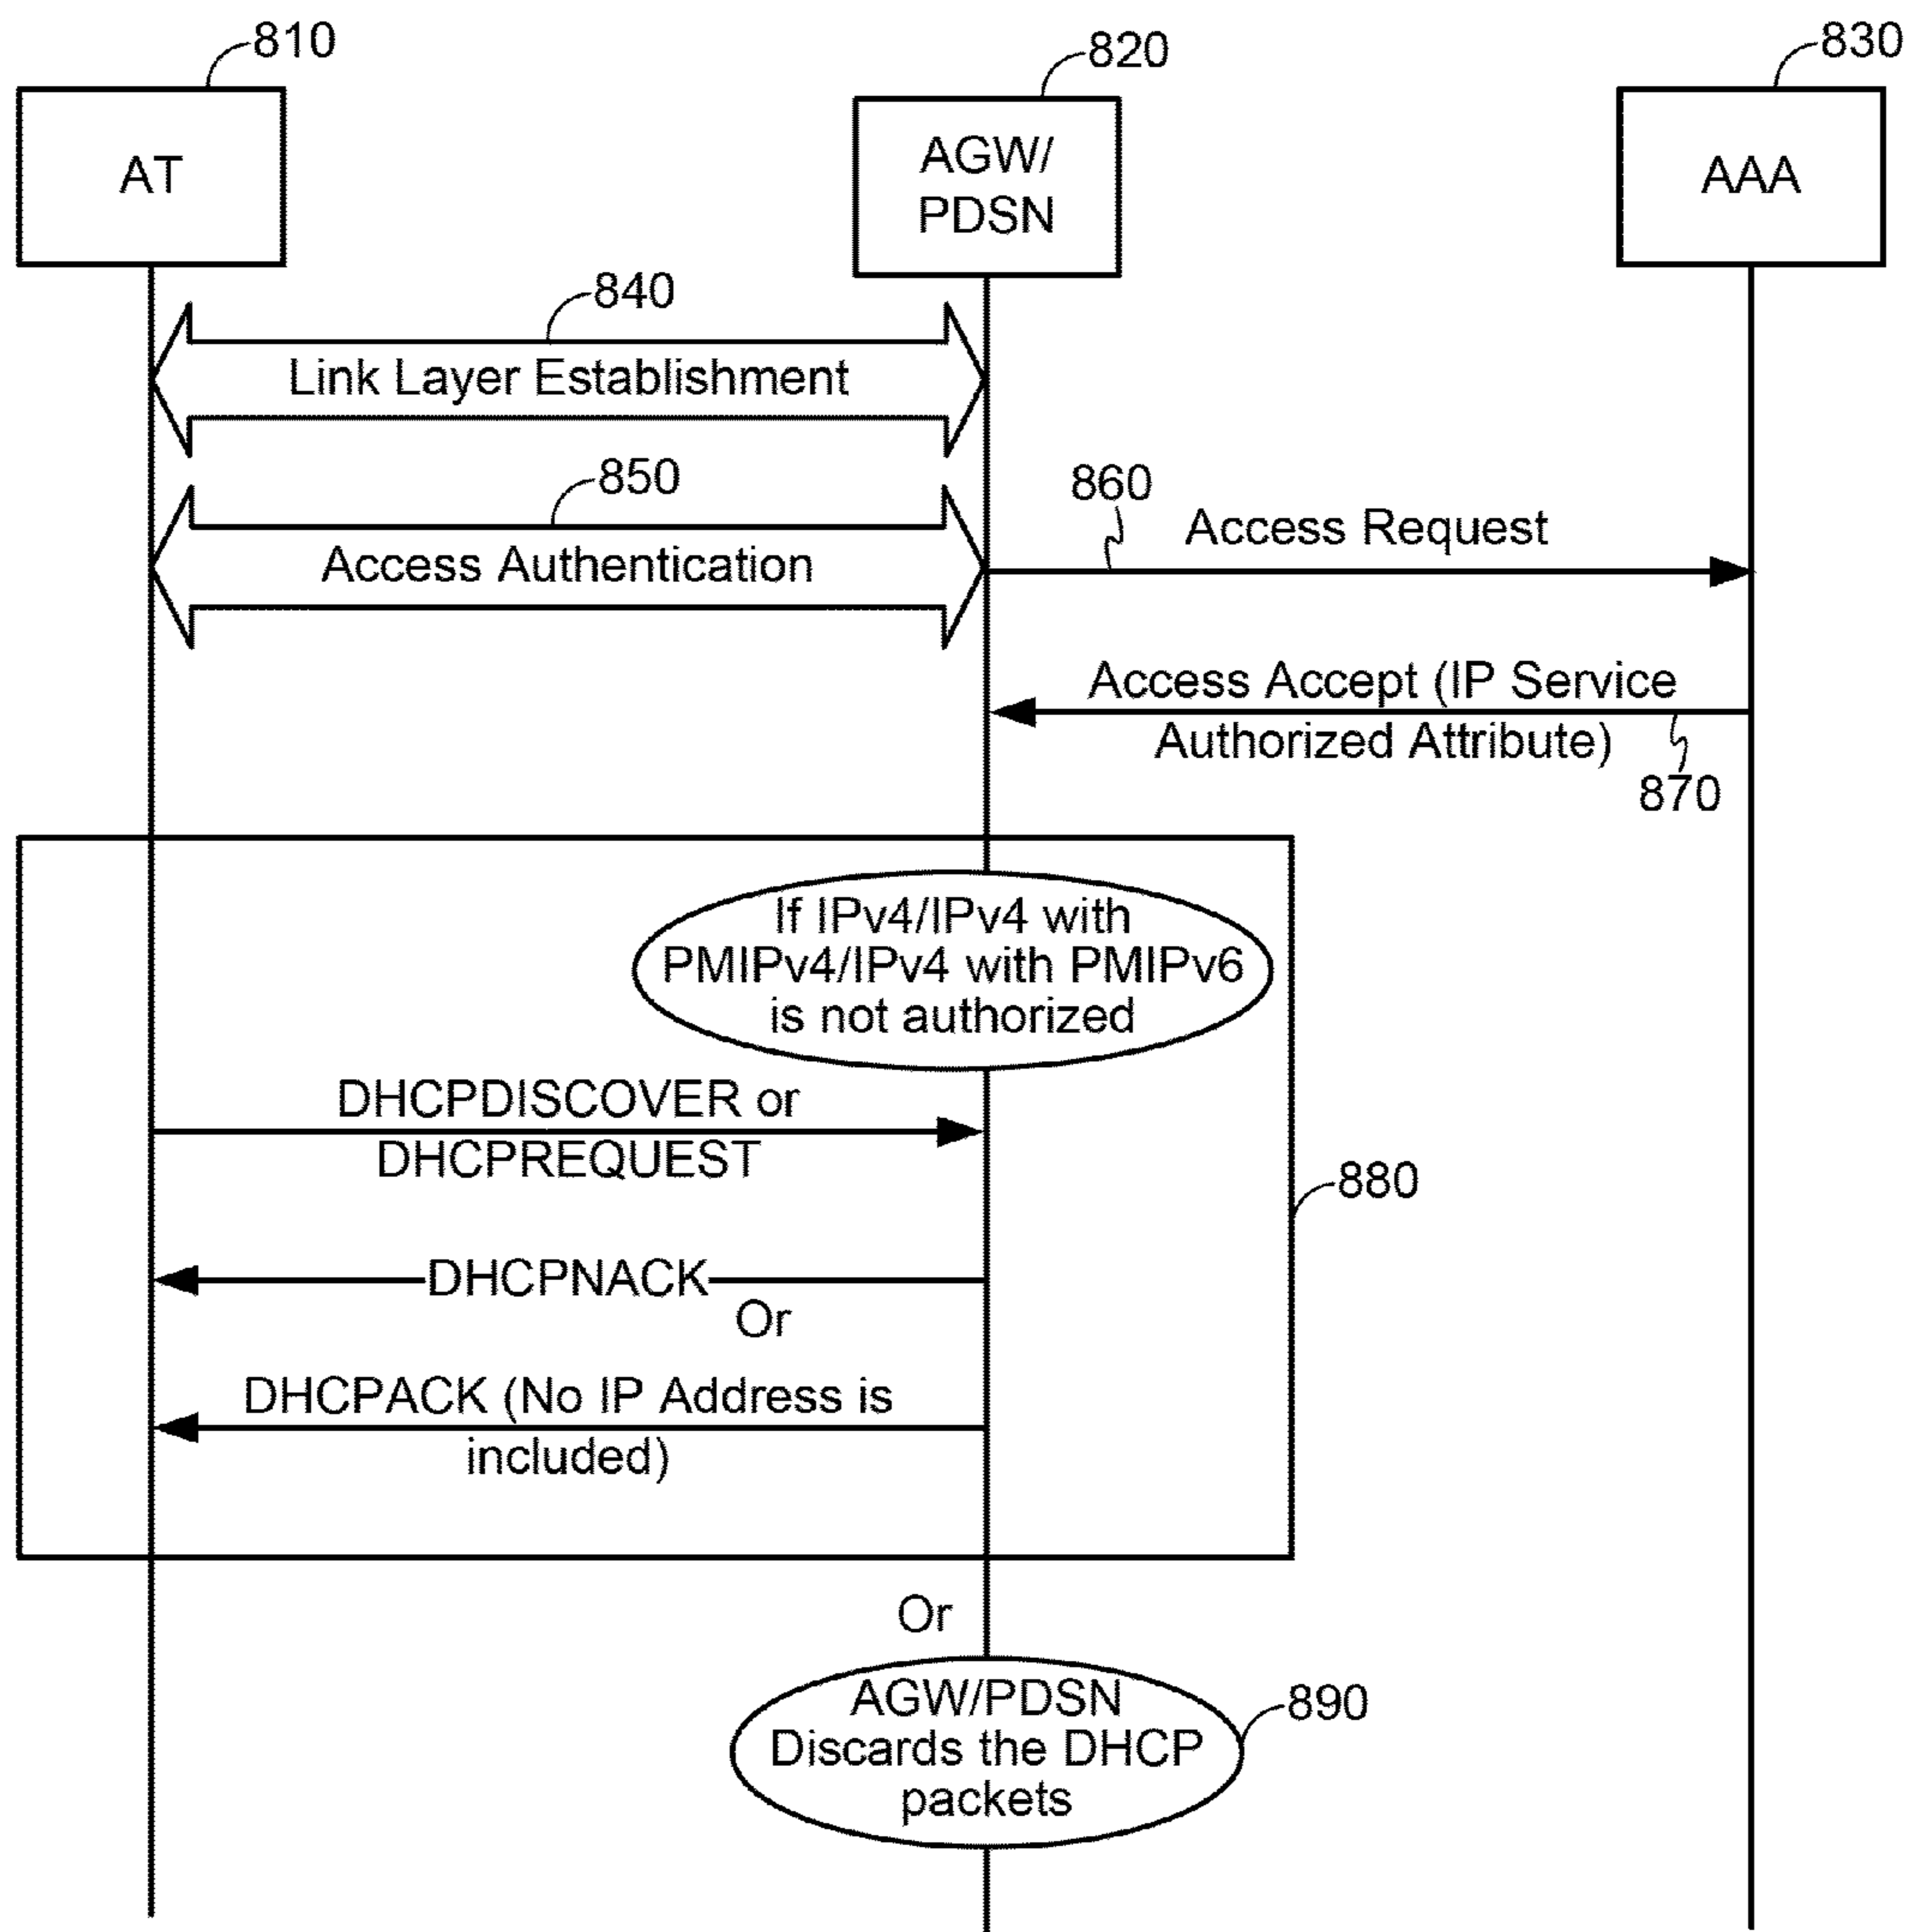 810
820
830
AT
AGW/
PDSN
AAA
840
Link Layer Establishment
850
Access Authentication
860
Access Request
Access Accept (IP Service
Authorized Attribute)
870
If IPv4/IPv4 with
PMIPv4/IPv4 with PMIPv6
is not authorized
DHCPDISCOVER or
DHCPREQUEST
880
DHCPNACK
Or
DHCPACK (No IP Address is
included)
Or
AGW/PDSN
Discards the DHCP
packets
890